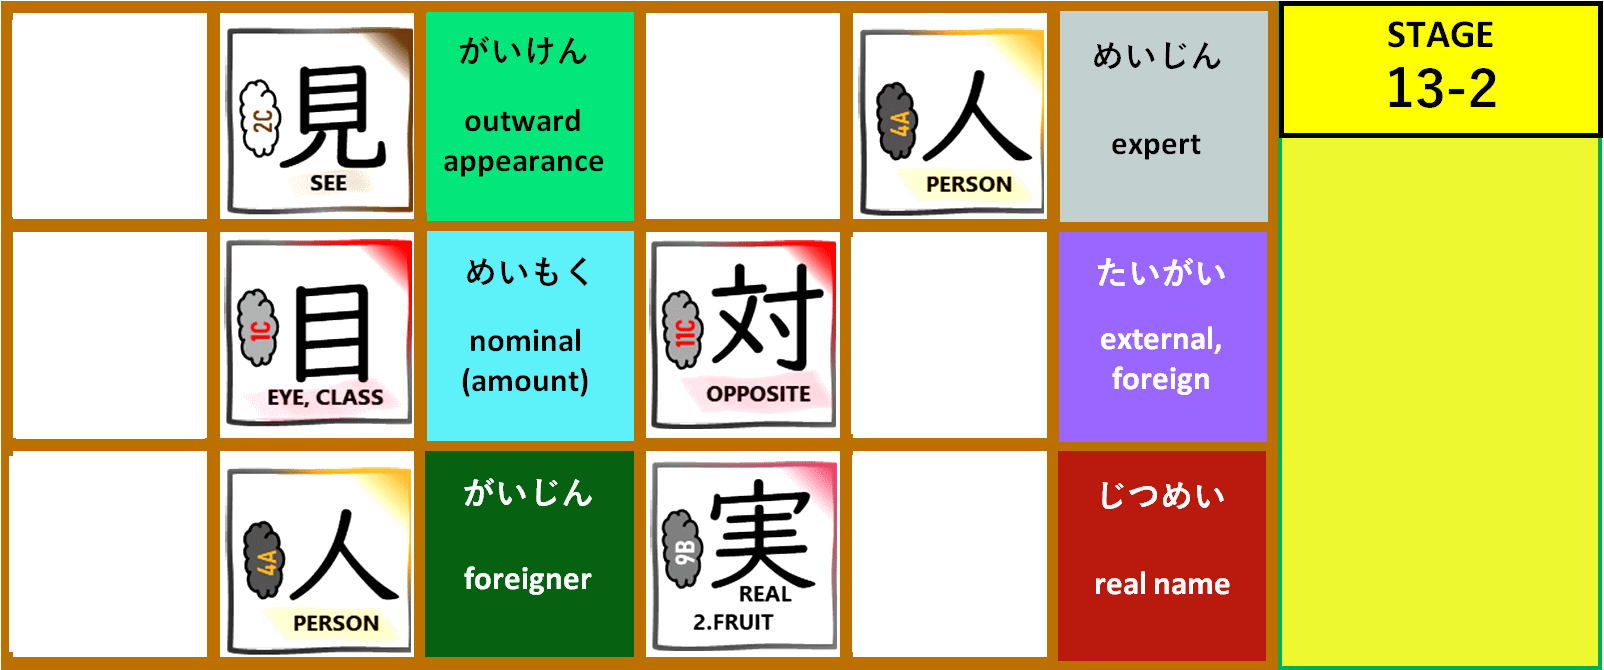 2C
見
SEE
がいけん
outward
appearance
4A
人
PERSON
めいじん
expert
STAGE
13-2
1C
目
EYE, CLASS
めいもく
nominal
(amount)
11C
対
OPPOSITE
たいがい
external,
foreign
4A
人
PERSON
がいじん
foreigner
9B
実
REAL
2.FRUIT
じつめい
real name